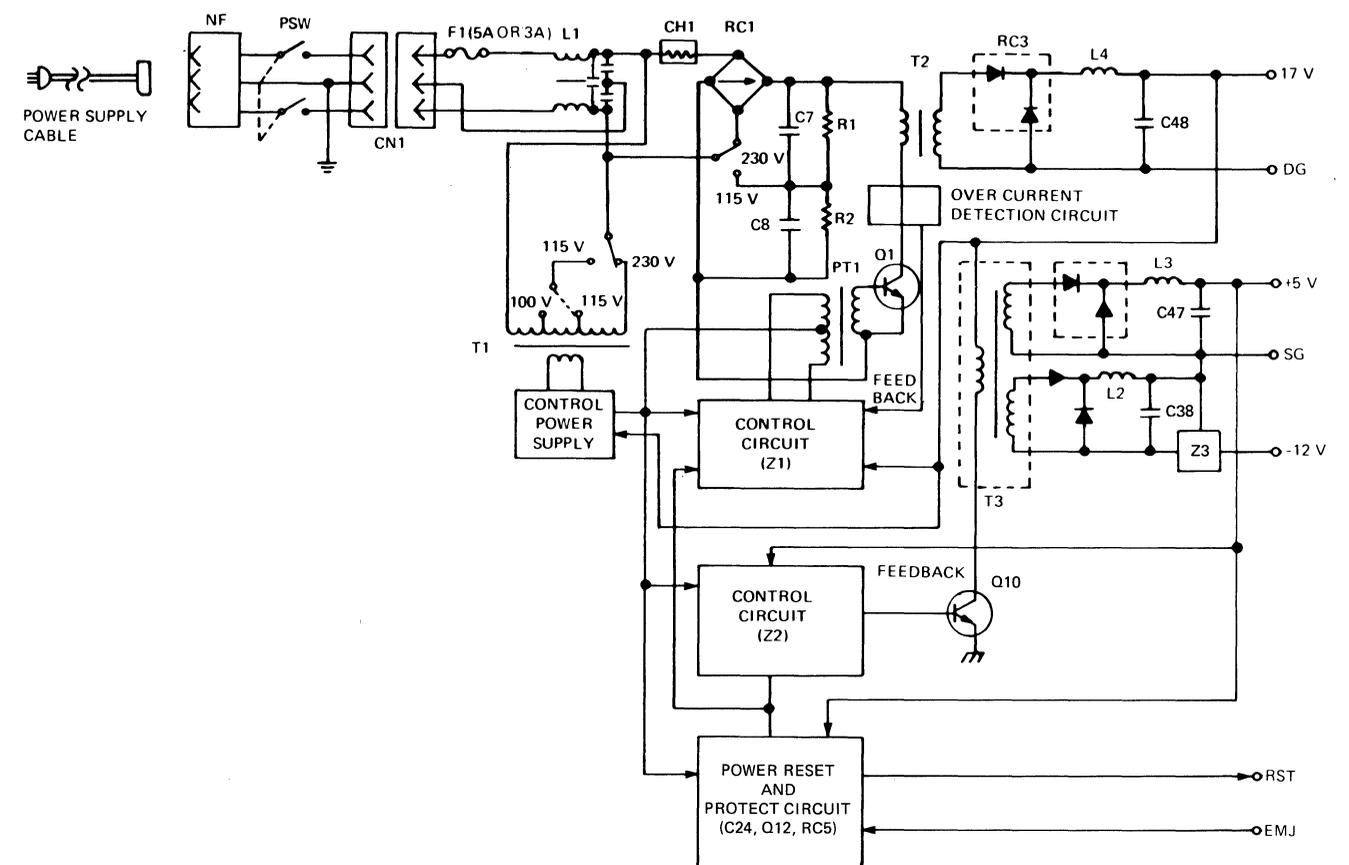 NF
PSW
F1(5A OR 3A) L1
CH1
RC1
POWER SUPPLY
CABLE
CN1
C7
R1
230 V
115 V
C8
R2
T2
RC3
L4
17 V
C48
DG
OVER CURRENT
DETECTION CIRCUIT
115 V
230 V
100 V
115 V
T1
PT1
Q1
L3
+5 V
C47
SG
L2
C38
Z3
-12 V
T3
FEED
BACK
CONTROL
POWER
SUPPLY
CONTROL
CIRCUIT
(Z1)
FEEDBACK
Q10
CONTROL
CIRCUIT
(Z2)
POWER RESET
AND
PROTECT CIRCUIT
(C24, Q12, RC5)
RST
EMJ